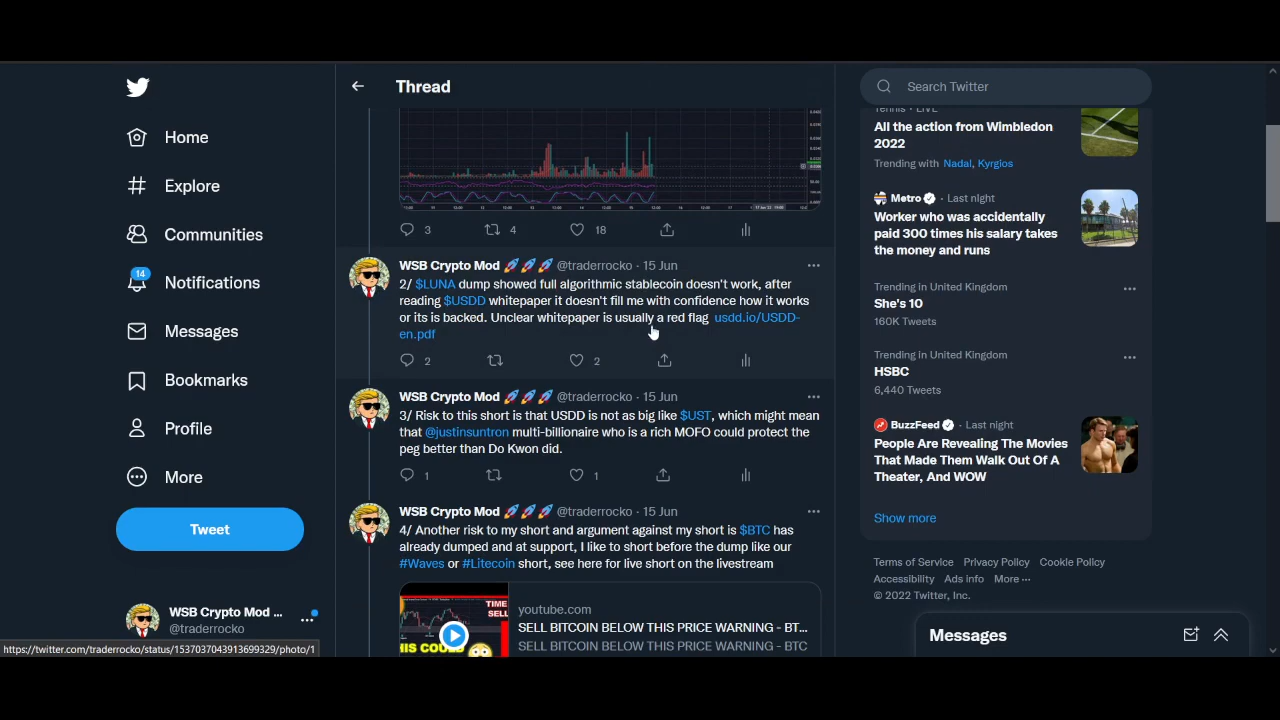 Home
Explore
Communities
14
Notifications
Messages
Bookmarks
Profile
More
Tweet
WSB Crypto Mod ...
@traderrocko
https://twitter.com/traderrocko/status/1537037043913699329/photo/1
Thread
3 4 18
WSB Crypto Mod 🚀🚀🚀 @traderrocko · 15 Jun
2/ $LUNA dump showed full algorithmic stablecoin doesn't work, after
reading $USDD whitepaper it doesn't fill me with confidence how it works
or its is backed. Unclear whitepaper is usually a red flag usdd.io/USDD-
en.pdf
2 2
WSB Crypto Mod 🚀🚀🚀 @traderrocko · 15 Jun
3/ Risk to this short is that USDD is not as big like $UST, which might mean
that @justinsuntron multi-billionaire who is a rich MOFO could protect the
peg better than Do Kwon did.
1 1
WSB Crypto Mod 🚀🚀🚀 @traderrocko · 15 Jun
4/ Another risk to my short and argument against my short is $BTC has
already dumped and at support, I like to short before the dump like our
#Waves or #Litecoin short, see here for live short on the livestream
TIME
SELL
HIS COULD
youtube.com
SELL BITCOIN BELOW THIS PRICE WARNING - BT...
SELL BITCOIN BELOW THIS PRICE WARNING - BTC
Search Twitter
Tennis · LIVE
All the action from Wimbledon
2022
Trending with Nadal, Kyrgios
Metro · Last night
Worker who was accidentally
paid 300 times his salary takes
the money and runs
Trending in United Kingdom
She's 10
160K Tweets
Trending in United Kingdom
HSBC
6,440 Tweets
BuzzFeed · Last night
People Are Revealing The Movies
That Made Them Walk Out Of A
Theater, And WOW
Show more
Terms of Service Privacy Policy Cookie Policy
Accessibility Ads info More ···
© 2022 Twitter, Inc.
Messages